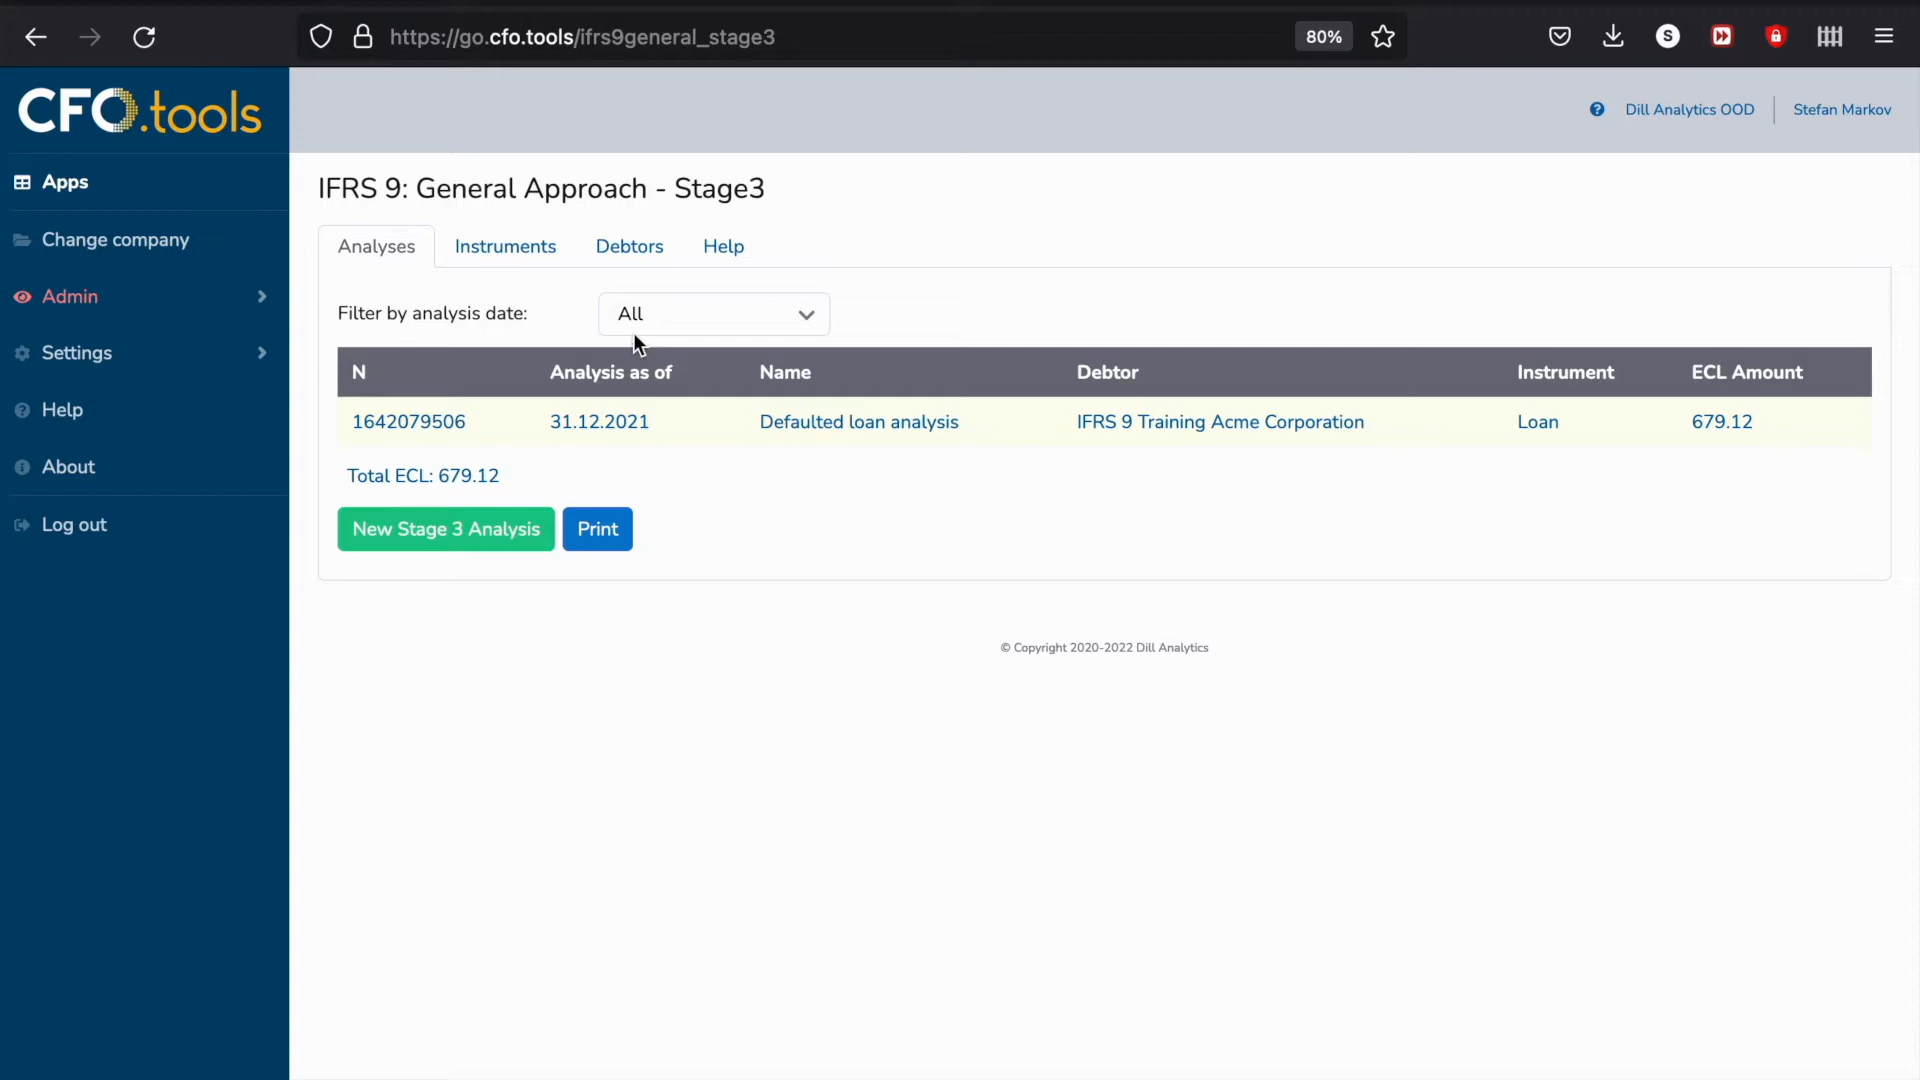 https://go.cfo.tools/ifrs9general_stage3
80%
S
CFO.tools
Dill Analytics OOD
Stefan Markov
Apps
Change company
Admin
Settings
Help
About
Log out
IFRS 9: General Approach - Stage3
Analyses Instruments Debtors Help
Filter by analysis date: All
N Analysis as of Name Debtor Instrument ECL Amount
1642079506 31.12.2021 Defaulted loan analysis IFRS 9 Training Acme Corporation Loan 679.12
Total ECL: 679.12
New Stage 3 Analysis Print
© Copyright 2020-2022 Dill Analytics